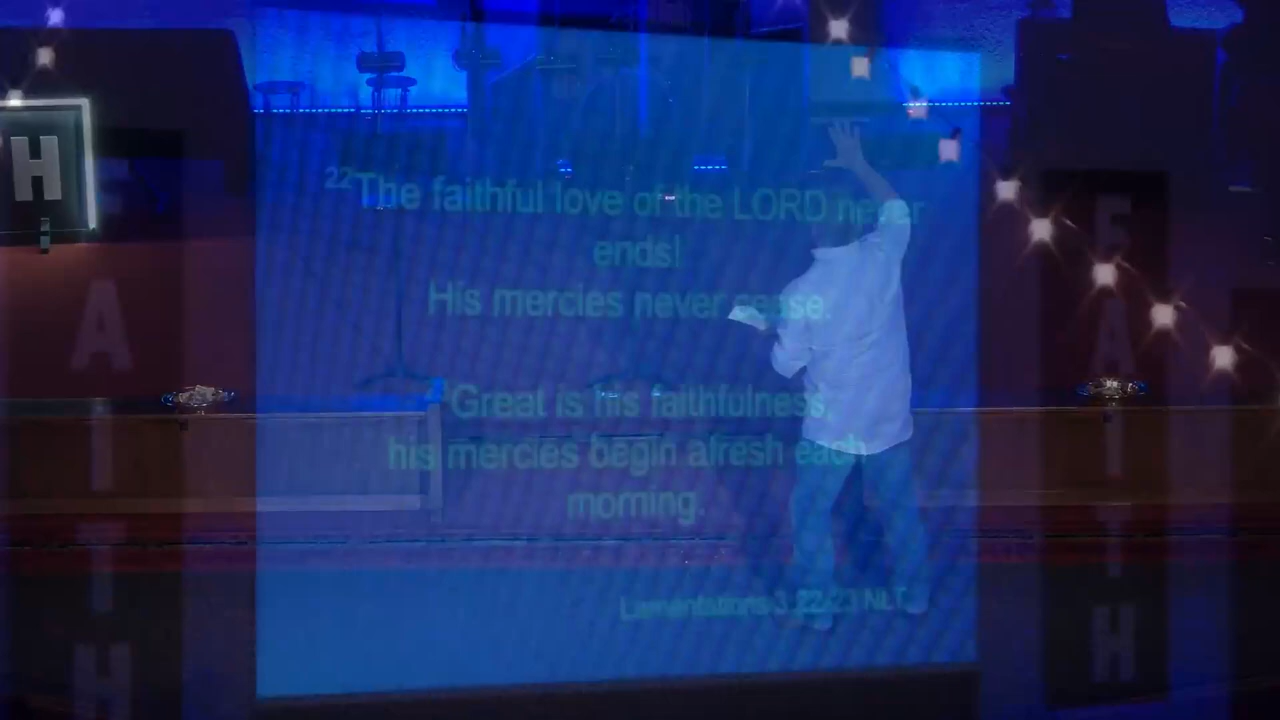 H
F
A
I
T
H
22The faithful love of the LORD never
ends!
His mercies never cease.
Great is his faithfulness,
his mercies begin afresh each
morning.
Lamentations 3 22-23 NLT
F
A
I
T
H